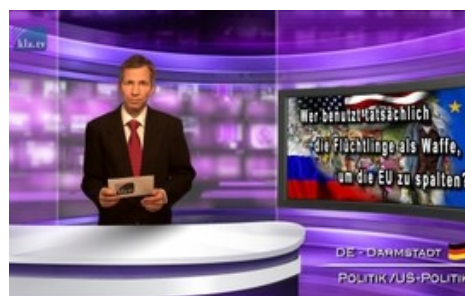 kla.tv
Wer benutzt tatsächlich
die Flüchtlinge als Waffe,
um die EU zu spalten?
DE - DARMSTADT
POLITIK/US-POLITIK